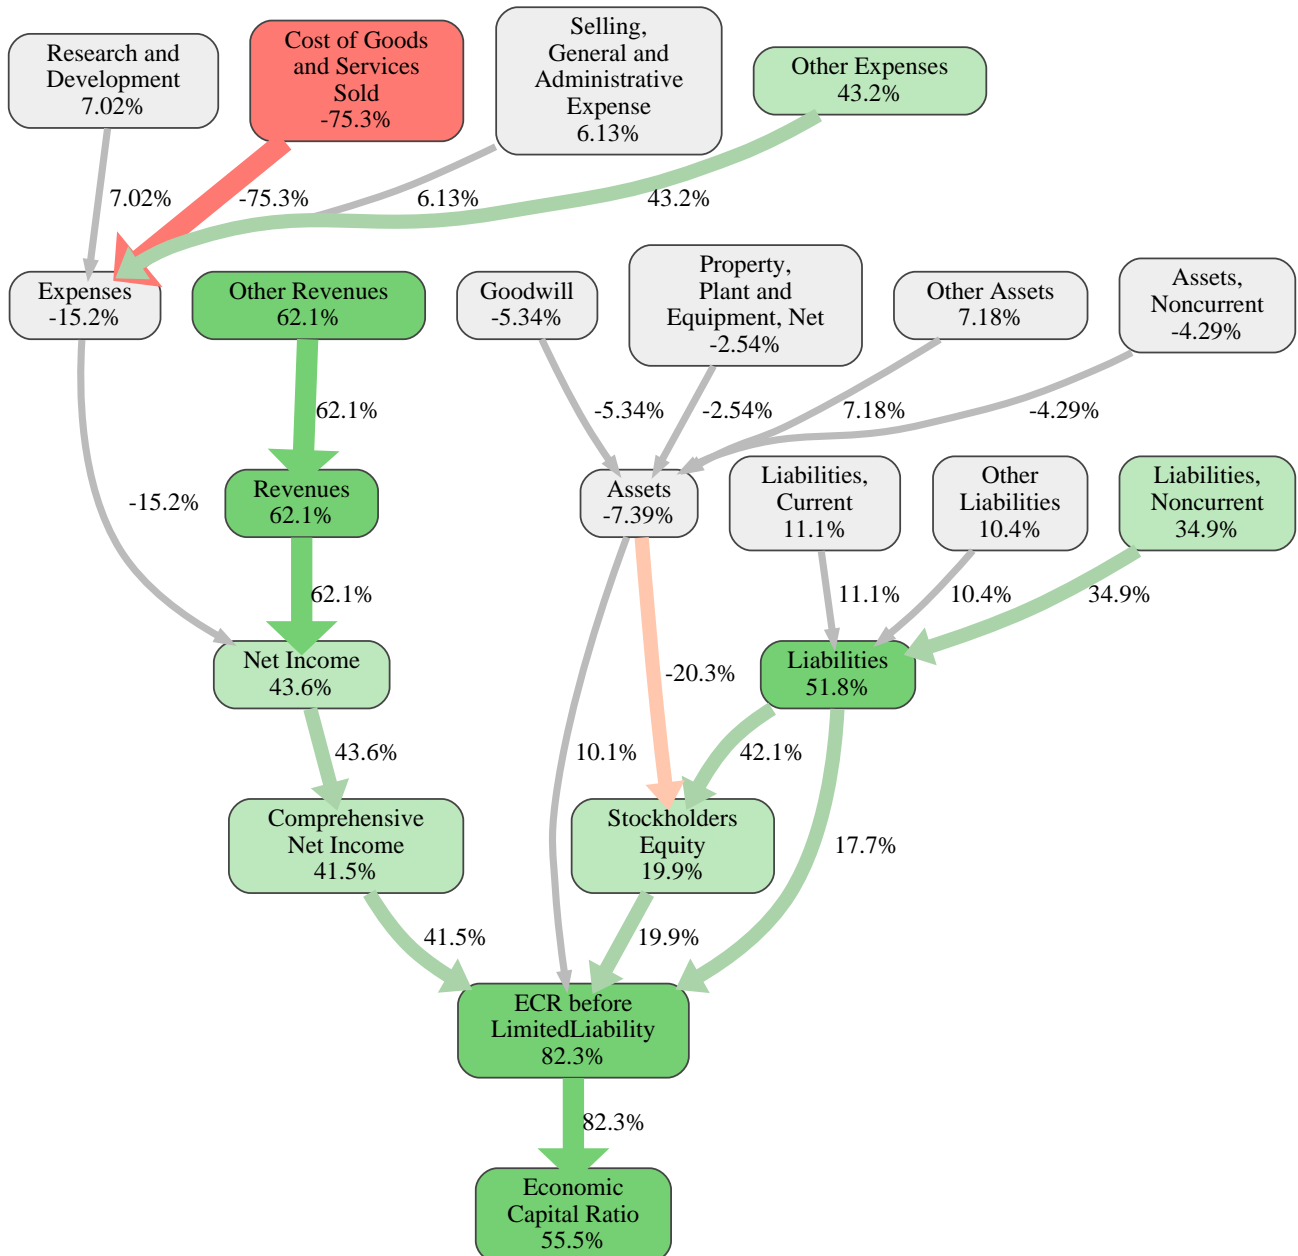 Research and
Development
7.02%
Cost of Goods
and Services
Sold
-75.3%
Selling,
General and
Administrative
Expense
6.13%
Other Expenses
43.2%
7.02%
-75.3%
6.13%
43.2%
Expenses
-15.2%
Other Revenues
62.1%
Goodwill
-5.34%
Property,
Plant and
Equipment, Net
-2.54%
Other Assets
7.18%
Assets,
Noncurrent
-4.29%
62.1%
-5.34%
-2.54%
7.18%
-4.29%
-15.2%
Revenues
62.1%
Assets
-7.39%
Liabilities,
Current
11.1%
Other
Liabilities
10.4%
Liabilities,
Noncurrent
34.9%
62.1%
11.1%
10.4%
34.9%
Net Income
43.6%
-20.3%
Liabilities
51.8%
43.6%
10.1%
42.1%
Comprehensive
Net Income
41.5%
Stockholders
Equity
19.9%
17.7%
41.5%
19.9%
ECR before
LimitedLiability
82.3%
82.3%
Economic
Capital Ratio
55.5%